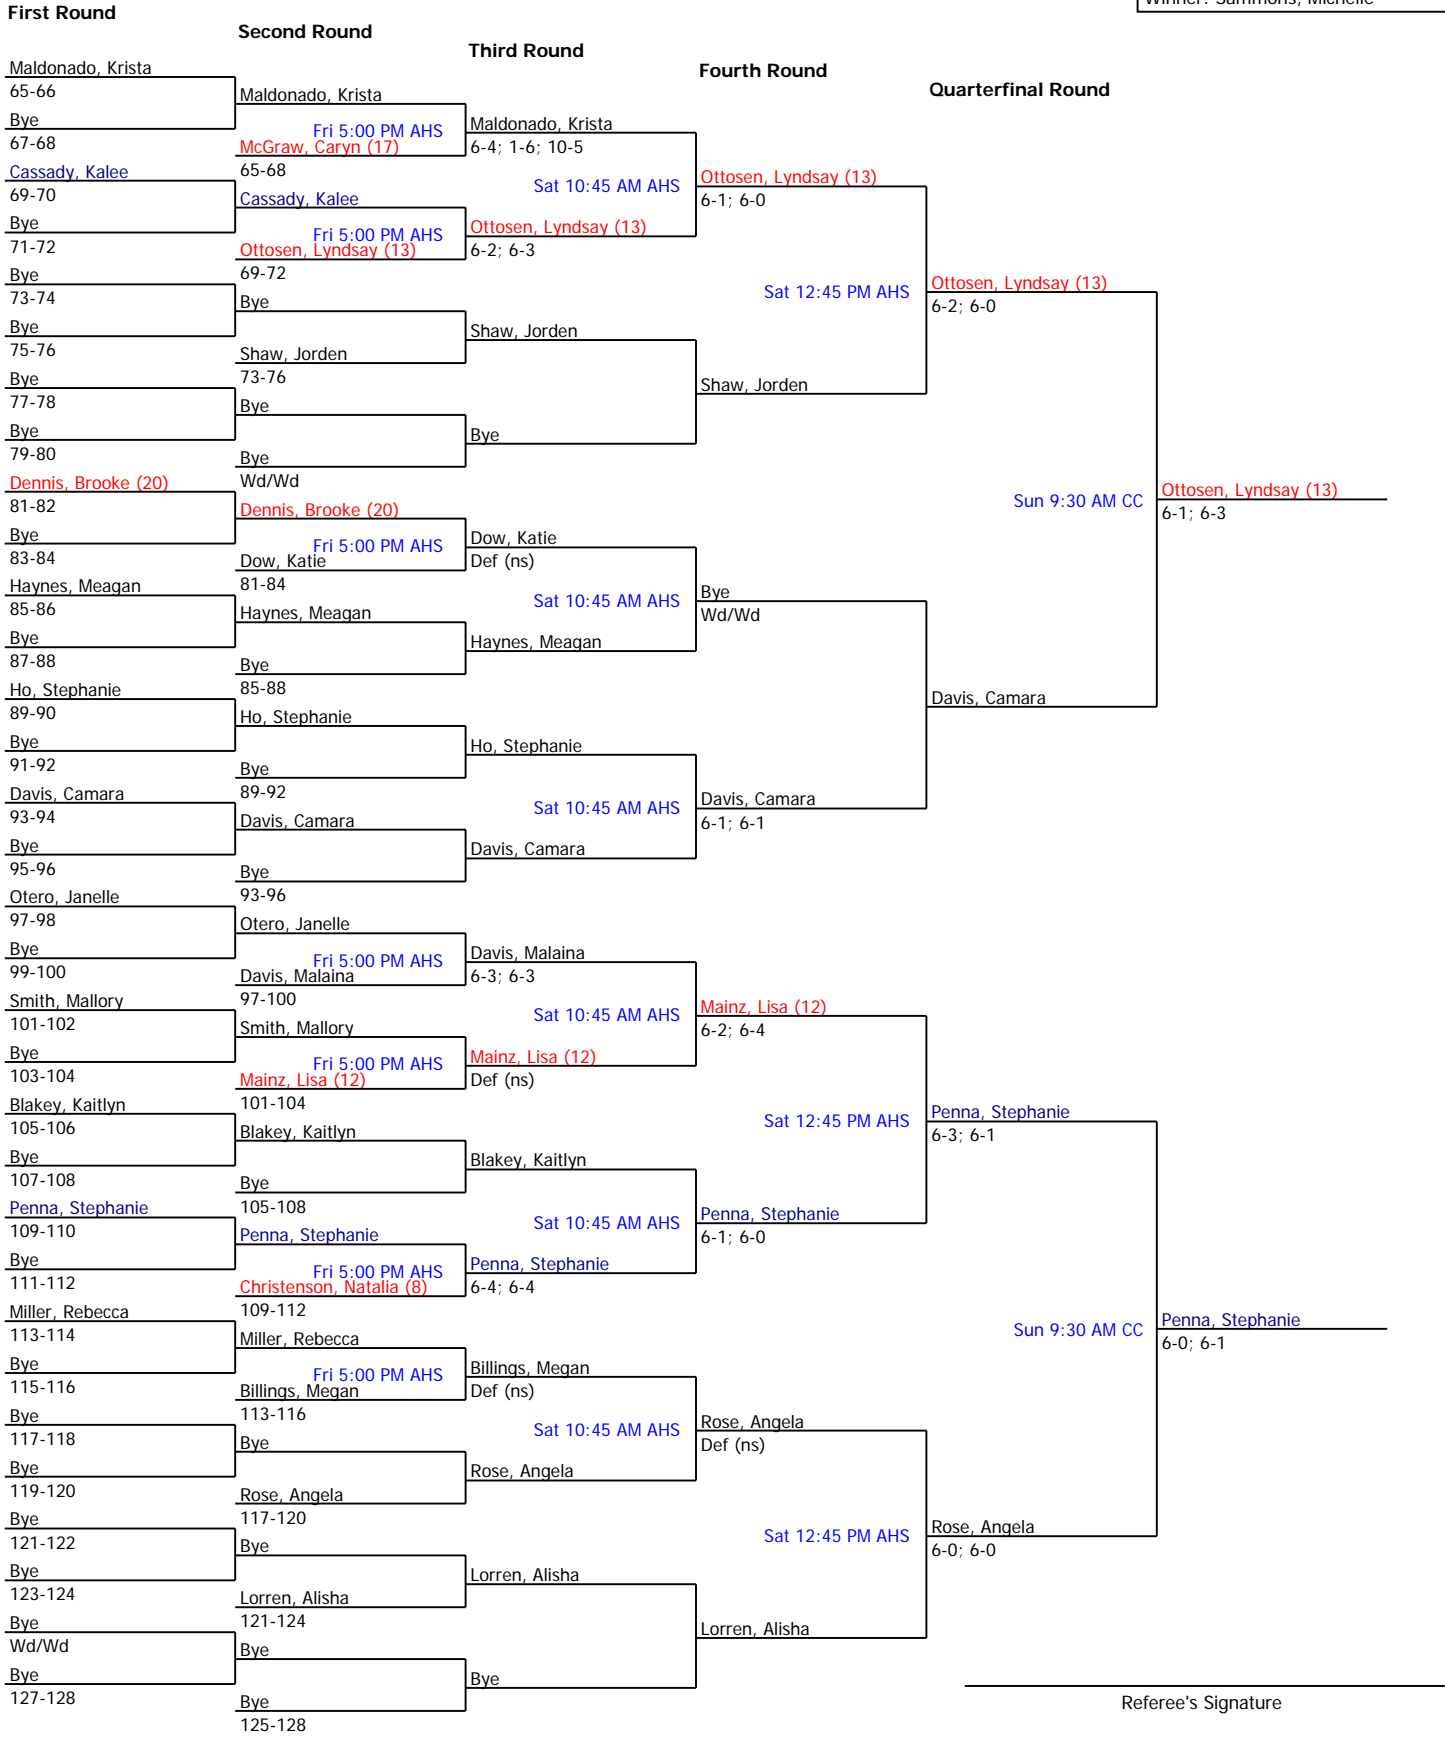 Winner: Sammons, Michelle
First Round
Second Round
Third Round
Fourth Round
Quarterfinal Round
Maldonado, Krista
65-66
Bye
67-68
Cassady, Kalee
69-70
Bye
71-72
Bye
73-74
Bye
75-76
Bye
77-78
Bye
79-80
Dennis, Brooke (20)
81-82
Bye
83-84
Haynes, Meagan
85-86
Bye
87-88
Ho, Stephanie
89-90
Bye
91-92
Davis, Camara
93-94
Bye
95-96
Otero, Janelle
97-98
Bye
99-100
Smith, Mallory
101-102
Bye
103-104
Blakey, Kaitlyn
105-106
Bye
107-108
Penna, Stephanie
109-110
Bye
111-112
Miller, Rebecca
113-114
Bye
115-116
Bye
117-118
Bye
119-120
Bye
121-122
Bye
123-124
Bye
Wd/Wd
Bye
127-128
Maldonado, Krista
Fri 5:00 PM AHS
McGraw, Caryn (17)
65-68
Cassady, Kalee
Fri 5:00 PM AHS
Ottosen, Lyndsay (13)
69-72
Bye
Shaw, Jorden
73-76
Bye
Bye
Wd/Wd
Dennis, Brooke (20)
Fri 5:00 PM AHS
Dow, Katie
81-84
Haynes, Meagan
Bye
85-88
Ho, Stephanie
Bye
89-92
Davis, Camara
Bye
93-96
Otero, Janelle
Fri 5:00 PM AHS
Davis, Malaina
97-100
Smith, Mallory
Fri 5:00 PM AHS
Mainz, Lisa (12)
101-104
Blakey, Kaitlyn
Bye
105-108
Penna, Stephanie
Fri 5:00 PM AHS
Christenson, Natalia (8)
109-112
Miller, Rebecca
Fri 5:00 PM AHS
Billings, Megan
113-116
Bye
Rose, Angela
117-120
Bye
Lorren, Alisha
121-124
Bye
Bye
125-128
Maldonado, Krista
6-4; 1-6; 10-5
Sat 10:45 AM AHS
Ottosen, Lyndsay (13)
6-2; 6-3
Shaw, Jorden
Bye
Dow, Katie
Def (ns)
Sat 10:45 AM AHS
Haynes, Meagan
Ho, Stephanie
Sat 10:45 AM AHS
Davis, Camara
Davis, Malaina
6-3; 6-3
Sat 10:45 AM AHS
Mainz, Lisa (12)
Def (ns)
Blakey, Kaitlyn
Sat 10:45 AM AHS
Penna, Stephanie
6-4; 6-4
Billings, Megan
Def (ns)
Sat 10:45 AM AHS
Rose, Angela
Lorren, Alisha
Bye
Ottosen, Lyndsay (13)
6-1; 6-0
Sat 12:45 PM AHS
Shaw, Jorden
Bye
Wd/Wd
Davis, Camara
6-1; 6-1
Mainz, Lisa (12)
6-2; 6-4
Sat 12:45 PM AHS
Penna, Stephanie
6-1; 6-0
Rose, Angela
Def (ns)
Sat 12:45 PM AHS
Lorren, Alisha
Ottosen, Lyndsay (13)
6-2; 6-0
Sun 9:30 AM CC
Davis, Camara
Penna, Stephanie
6-3; 6-1
Sun 9:30 AM CC
Rose, Angela
6-0; 6-0
Ottosen, Lyndsay (13)
6-1; 6-3
Penna, Stephanie
6-0; 6-1
Referee's Signature